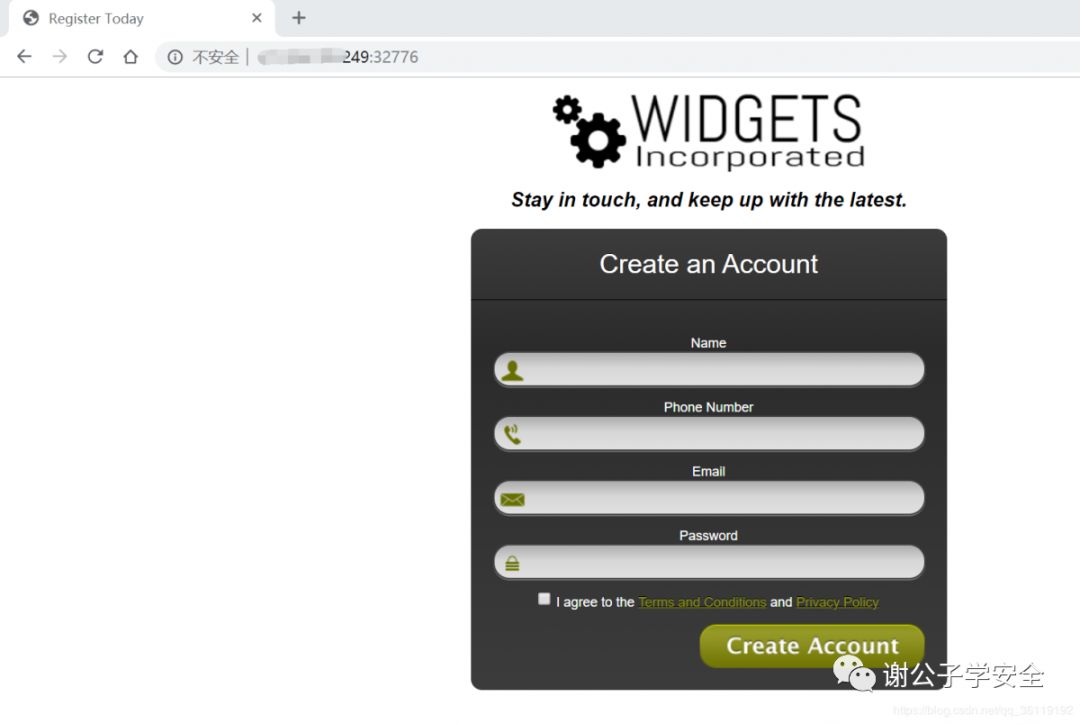 Register Today
不安全 249:32776
WIDGETS
Incorporated
Stay in touch, and keep up with the latest.
Create an Account
Name
Phone Number
Email
Password
I agree to the Terms and Conditions and Privacy Policy
Create Account
谢公子学安全
https://blog.csdn.net/qq_36119192